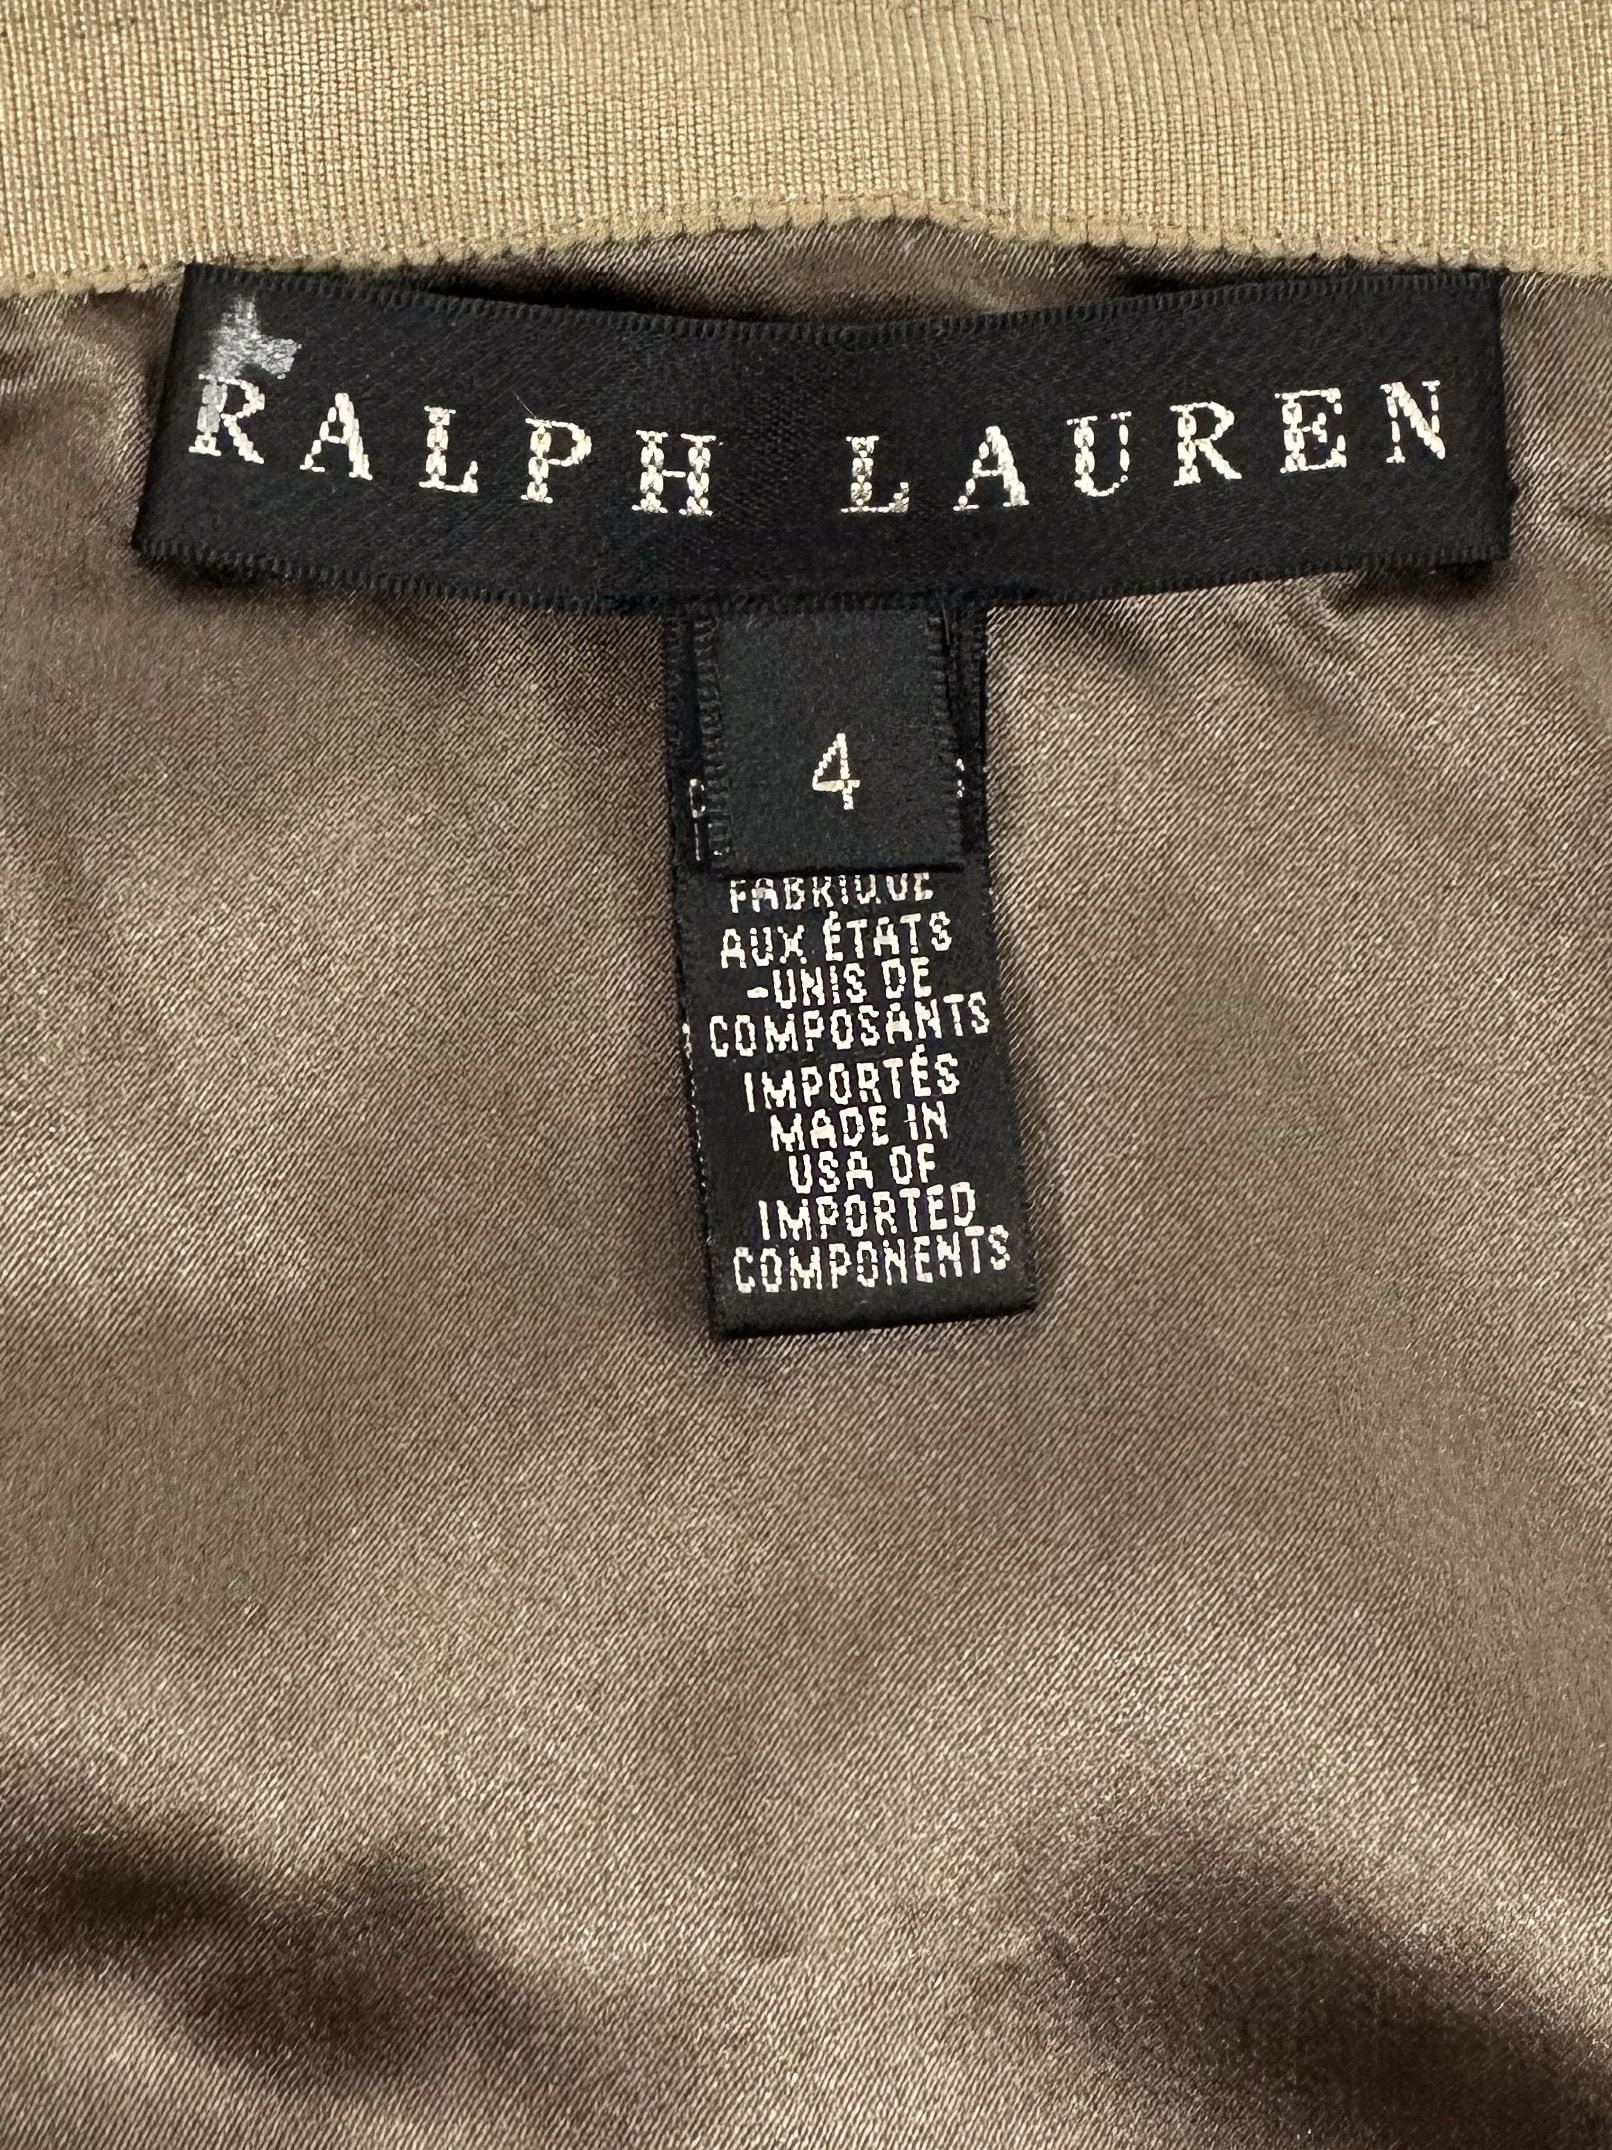 RALPH LAUREN
4
FABRIQUE
AUX ÉTATS
-UNIS DE
COMPOSANTS
IMPORTÉS
MADE IN
USA OF
IMPORTED
COMPONENTS